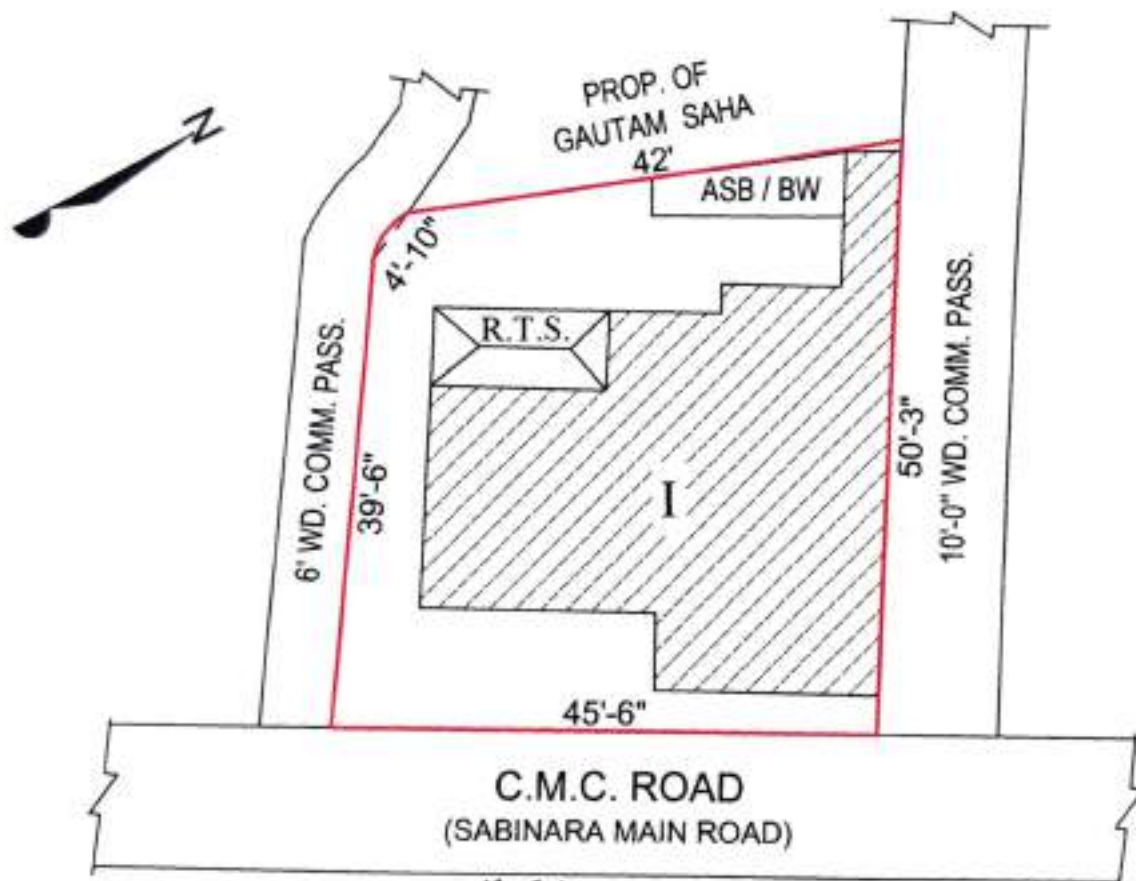 PROP. OF
GAUTAM SAHA
42'
N
ASB / BW
4'-10"
R.T.S.
6' WD. COMM. PASS.
39'-6"
I
50'-3"
10'-0" WD. COMM. PASS.
45'-6"
C.M.C. ROAD
(SABINARA MAIN ROAD)